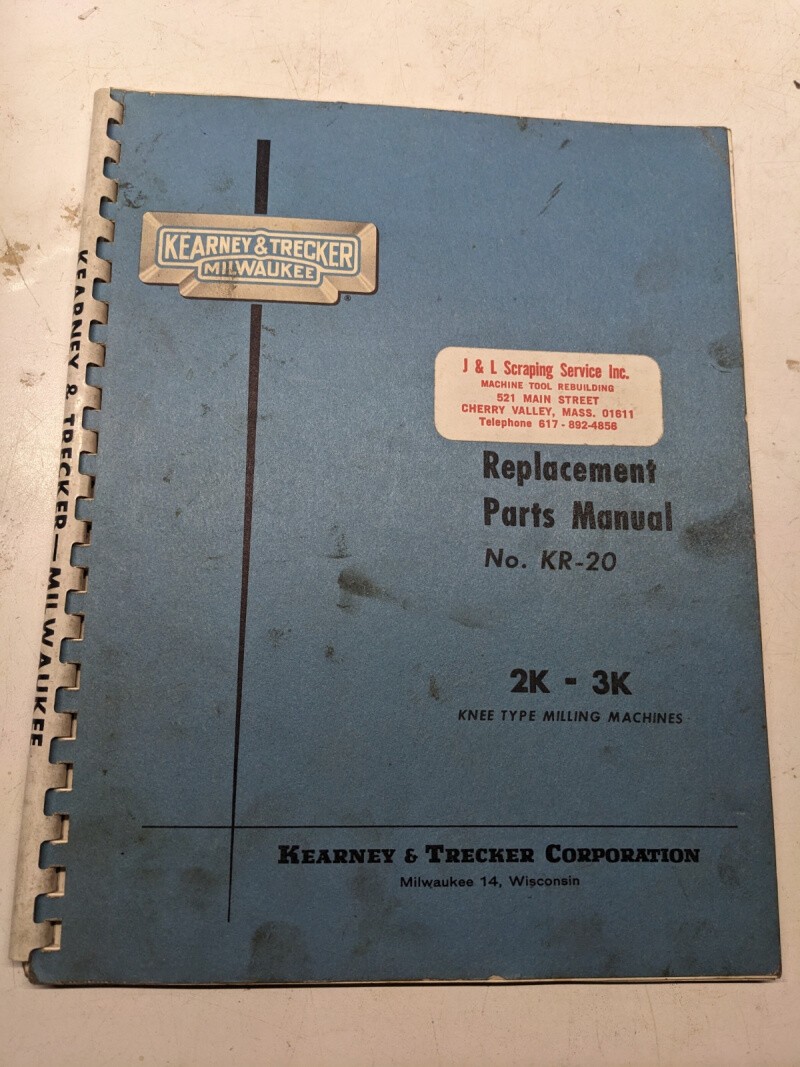 KEARNEY & TRECKER
MILWAUKEE
®
J & L Scraping Service Inc.
MACHINE TOOL REBUILDING
521 MAIN STREET
CHERRY VALLEY, MASS. 01611
Telephone 617 - 892-4856
Replacement
Parts Manual
No. KR-20
2K - 3K
KNEE TYPE MILLING MACHINES
KEARNEY & TRECKER CORPORATION
Milwaukee 14, Wisconsin
KEARNEY & TRECKER—MILWAUKEE